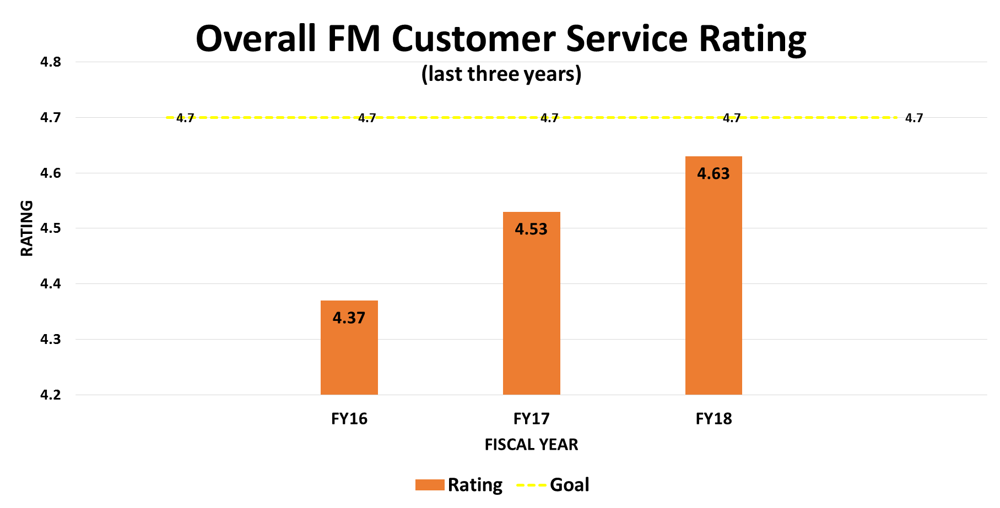 Overall FM Customer Service Rating
(last three years)
4.8
4.7
4.7 4.7 4.7 4.7 4.7
4.6
4.5
4.4
4.3
4.2
RATING
4.37
4.53
4.63
FY16 FY17 FY18
FISCAL YEAR
Rating Goal